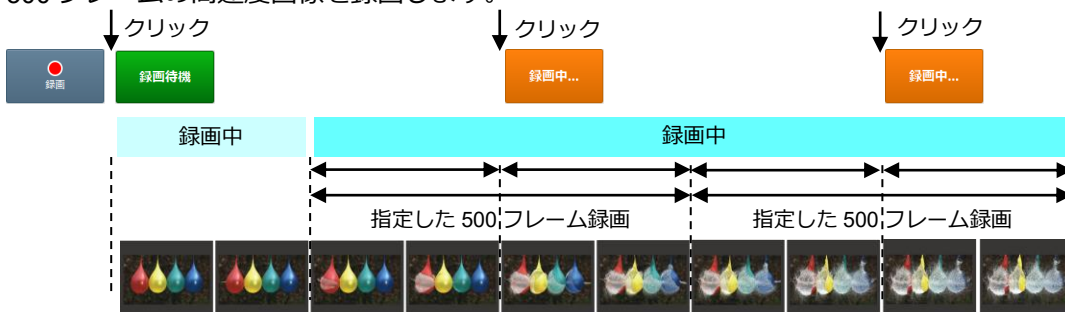 500 フレームの高速度画像を録画します。
クリック
クリック
クリック
録画
録画待機
録画中...
録画中...
録画中
録画中
指定した 500 フレーム録画
指定した 500 フレーム録画